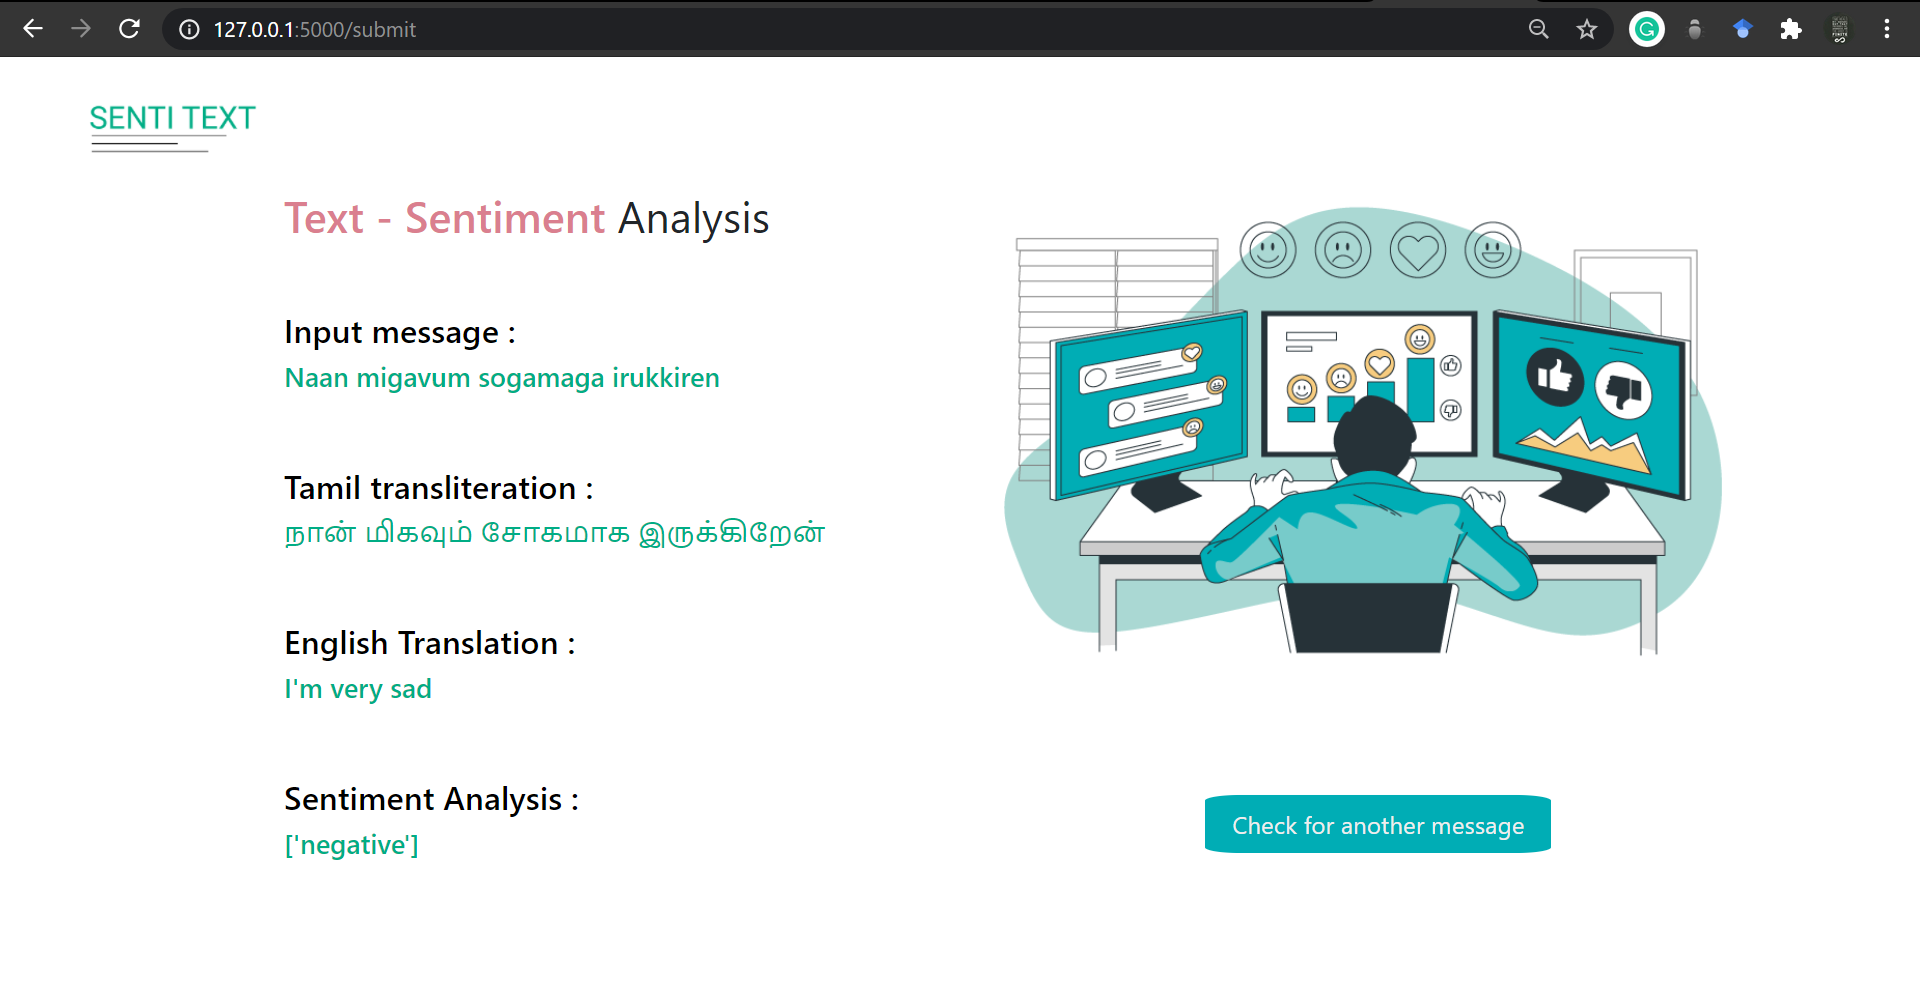 127.0.0.1:5000/submit
SENTI TEXT
Text - Sentiment Analysis
Input message :
Naan migavum sogamaga irukkiren
Tamil transliteration :
நான் மிகவும் சோகமாக இருக்கிறேன்
English Translation :
I'm very sad
Sentiment Analysis :
['negative']
Check for another message